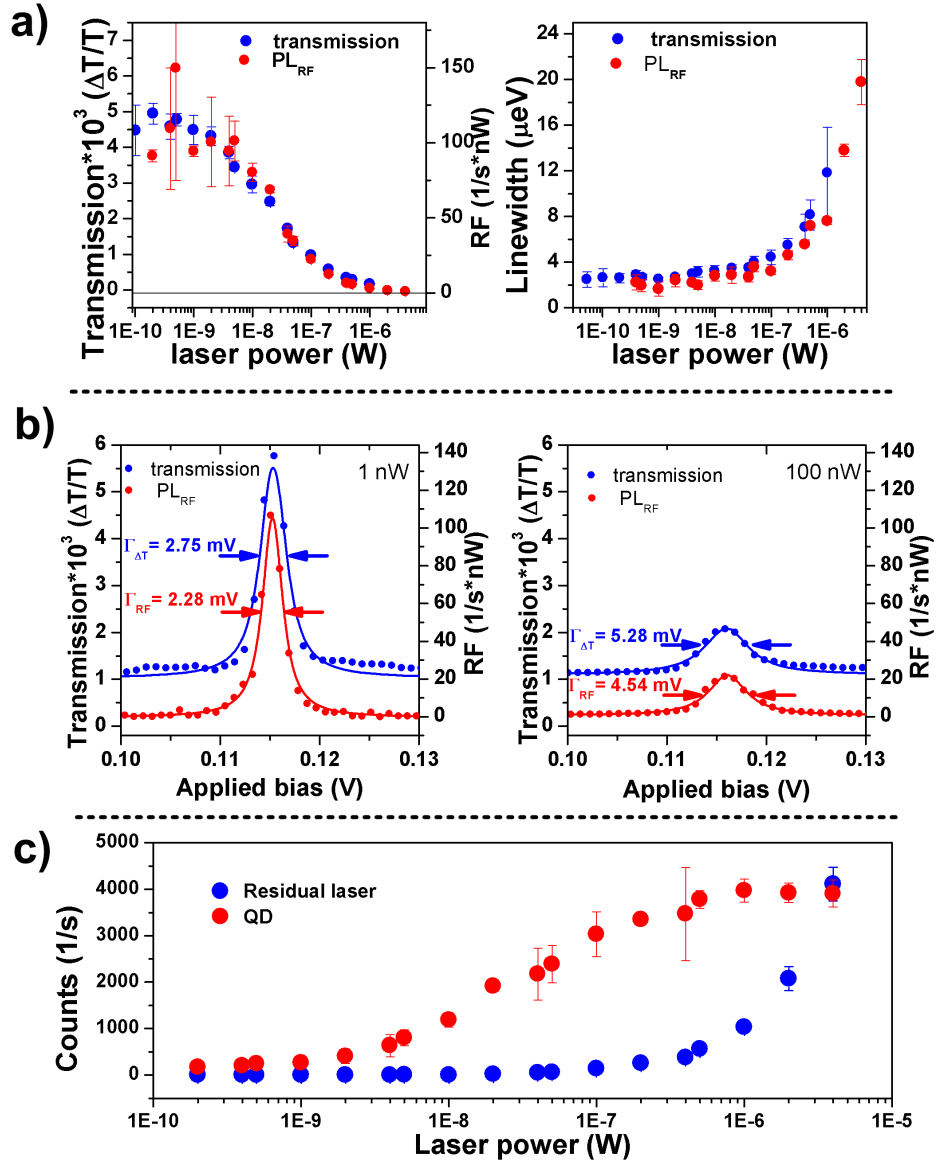 a)
Transmission*10³ (ΔT/T)
7
6
5
4
3
2
1
0
transmission
PL_RF
150
100
50
0
RF (1/s*nW)
1E-10 1E-9 1E-8 1E-7 1E-6
laser power (W)
Linewidth (μeV)
24
20
16
12
8
4
0
transmission
PL_RF
1E-10 1E-9 1E-8 1E-7 1E-6
laser power (W)
b)
Transmission*10³ (ΔT/T)
6
5
4
3
2
1
0
transmission
PL_RF
1 nW
Γ_ΔT= 2.75 mV
Γ_RF= 2.28 mV
140
120
100
80
60
40
20
0
RF (1/s*nW)
0.10 0.11 0.12 0.13
Applied bias (V)
Transmission*10³ (ΔT/T)
6
5
4
3
2
1
0
transmission
PL_RF
100 nW
Γ_ΔT= 5.28 mV
Γ_RF= 4.54 mV
140
120
100
80
60
40
20
0
RF (1/s*nW)
0.10 0.11 0.12 0.13
Applied bias (V)
c)
Counts (1/s)
5000
4000
3000
2000
1000
0
Residual laser
QD
1E-10 1E-9 1E-8 1E-7 1E-6 1E-5
Laser power (W)